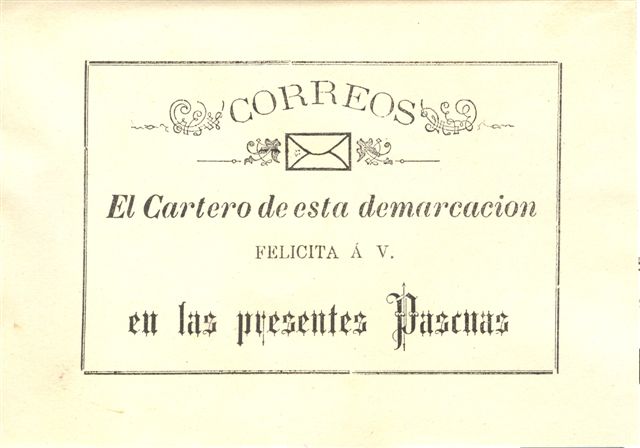 CORREOS
El Cartero de esta demarcacion
FELICITA Á V.
en las presentes Pascuas